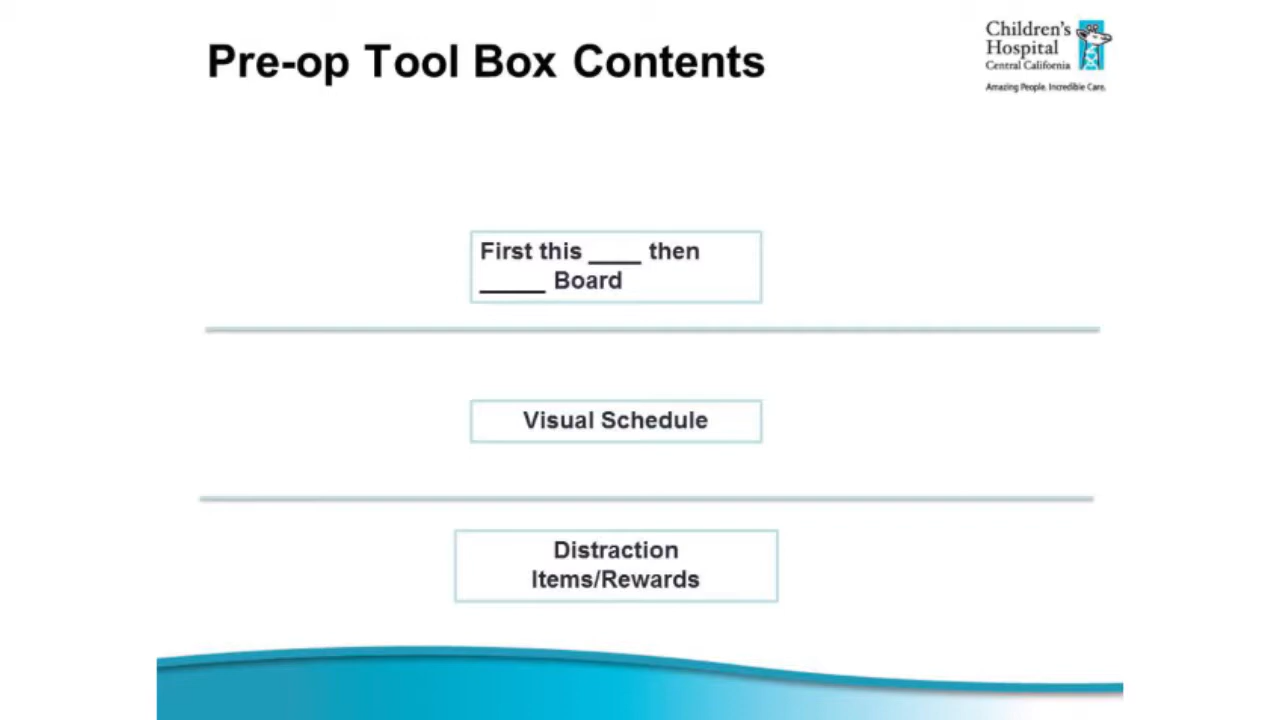 Pre-op Tool Box Contents
Children's
Hospital
Central California
Amazing People. Incredible Care.
First this ____ then
_____ Board
Visual Schedule
Distraction
Items/Rewards